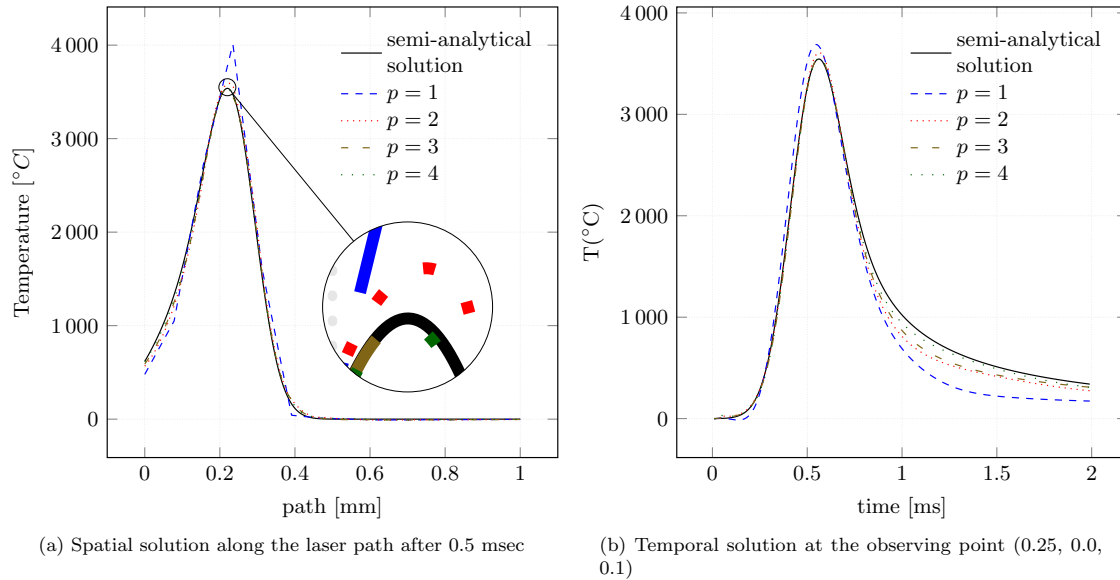 4 000
3 000
2 000
1 000
0
Temperature [°C]
0
0.2
0.4
0.6
0.8
1
path [mm]
semi-analytical
solution
p = 1
p = 2
p = 3
p = 4
(a) Spatial solution along the laser path after 0.5 msec
4 000
3 000
2 000
1 000
0
T(°C)
0
0.5
1
1.5
2
time [ms]
semi-analytical
solution
p = 1
p = 2
p = 3
p = 4
(b) Temporal solution at the observing point (0.25, 0.0,
0.1)